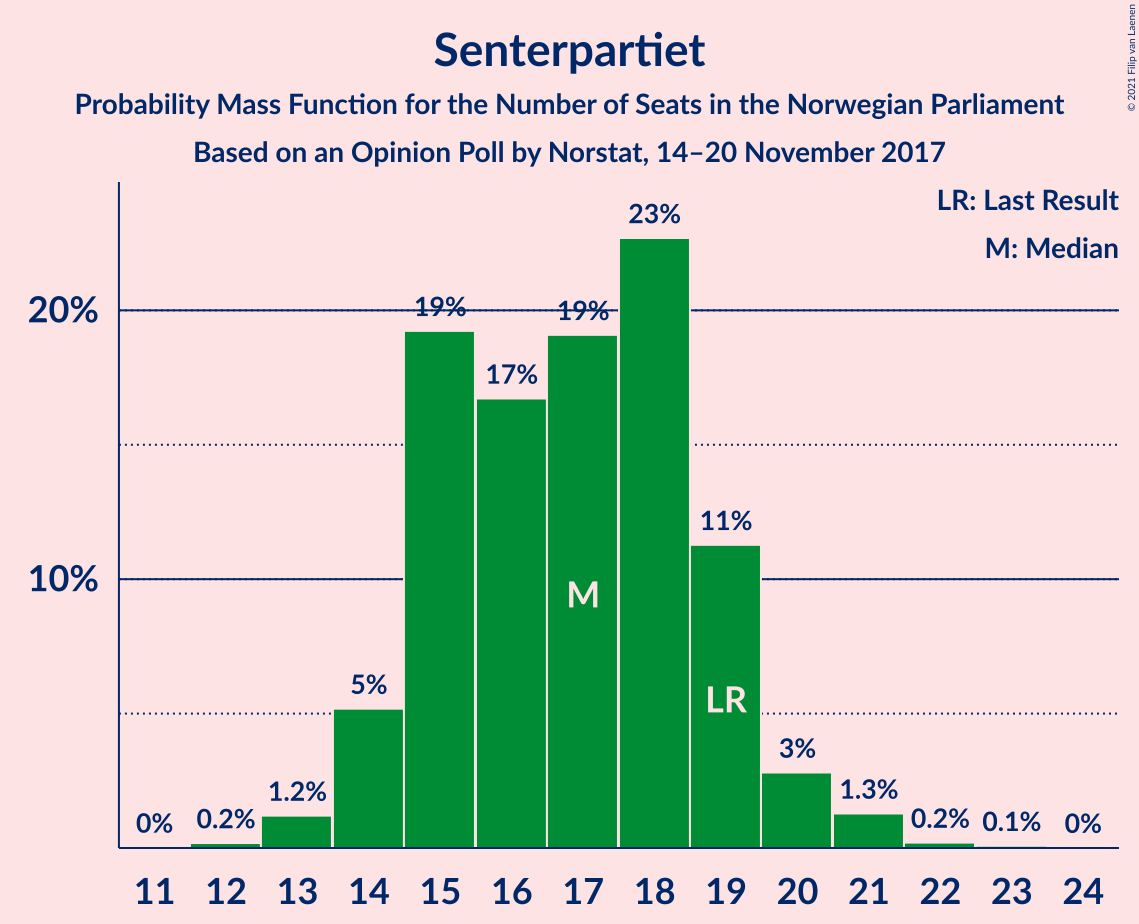 © 2021 Filip van Laenen
Senterpartiet
Probability Mass Function for the Number of Seats in the Norwegian Parliament
Based on an Opinion Poll by Norstat, 14–20 November 2017
LR: Last Result
M: Median
23%
20%
19%
19%
17%
11%
10%
M
LR
5%
3%
1.2%
1.3%
0%
0.2%
0.2%
0.1%
0%
11 12 13 14 15 16 17 18 19 20 21 22 23 24